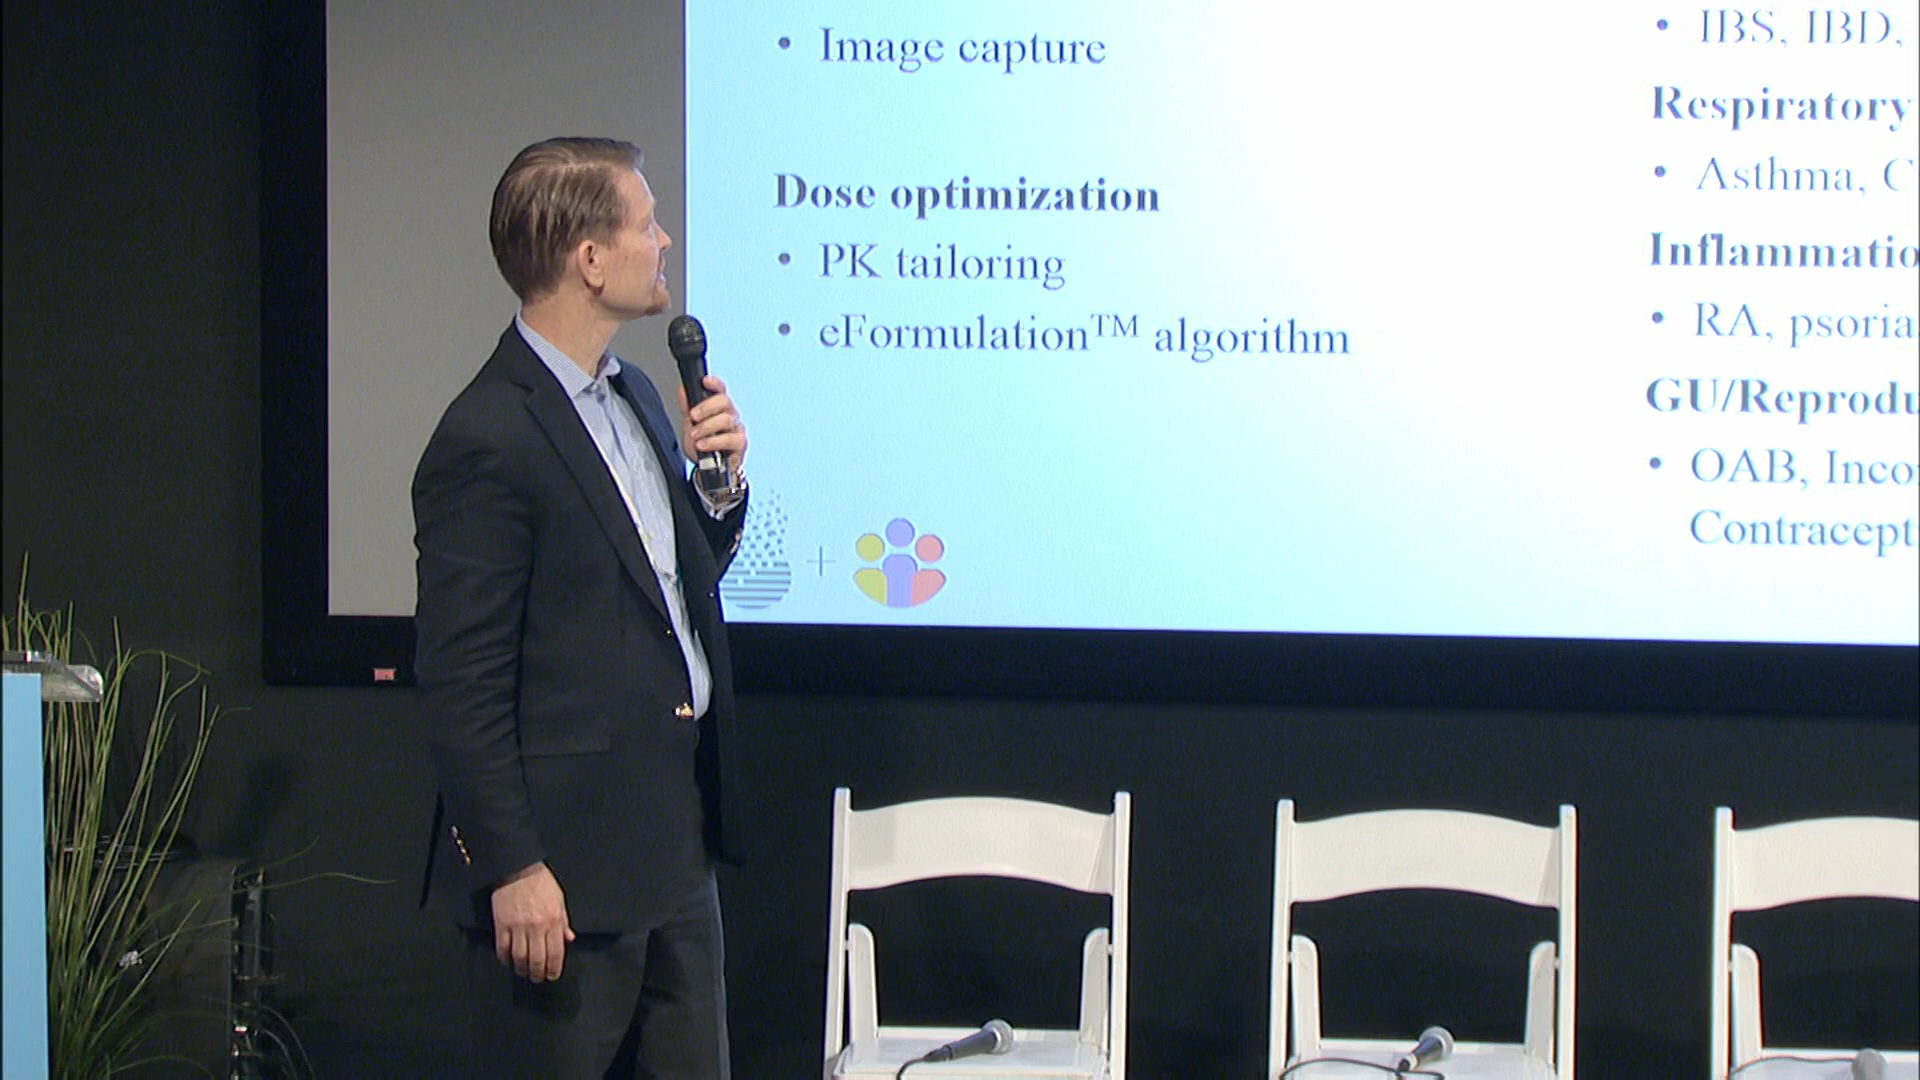 Image capture
Dose optimization
PK tailoring
eFormulation™ algorithm
IBS, IBD,
Respiratory
Asthma, C
Inflammatio
RA, psoria
GU/Reprodu
OAB, Inco
Contracept